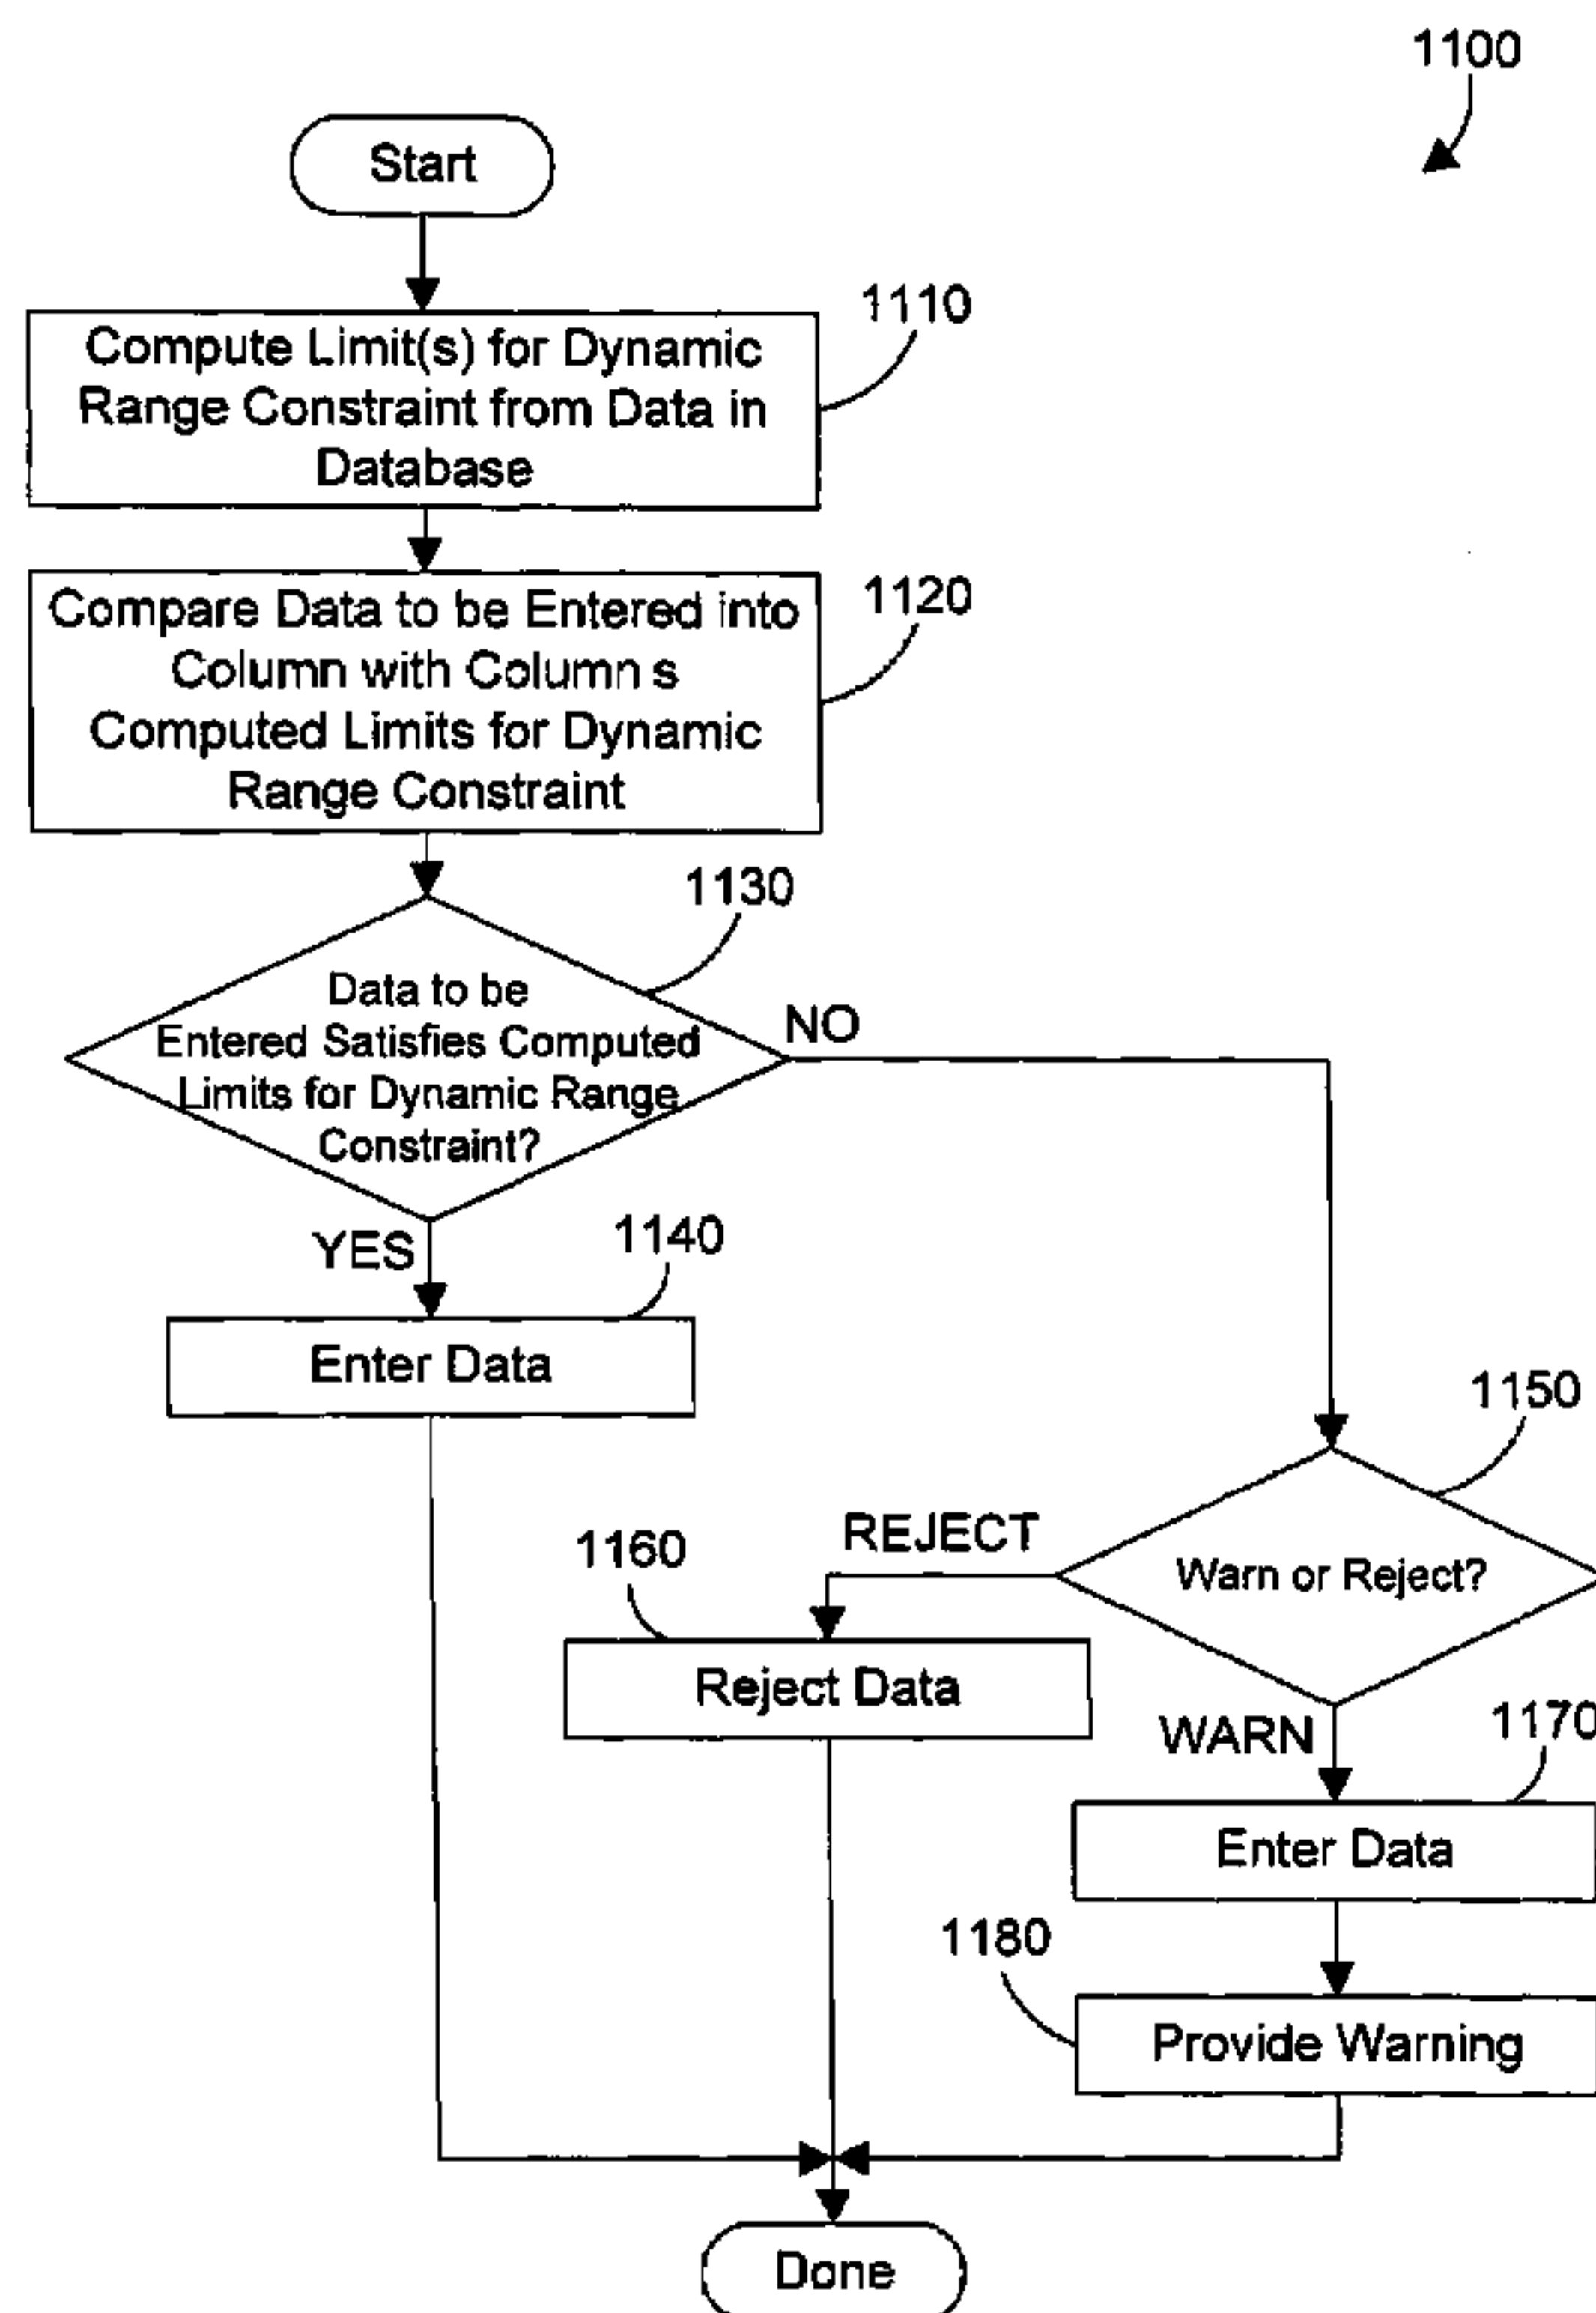 1100
Start
1110
Compute Limit(s) for Dynamic
Range Constraint from Data in
Database
1120
Compare Data to be Entered into
Column with Column s
Computed Limits for Dynamic
Range Constraint
1130
Data to be
Entered Satisfies Computed
Limits for Dynamic Range
Constraint?
NO
YES
1140
Enter Data
1150
Warn or Reject?
REJECT
1160
Reject Data
WARN
1170
Enter Data
1180
Provide Warning
Done